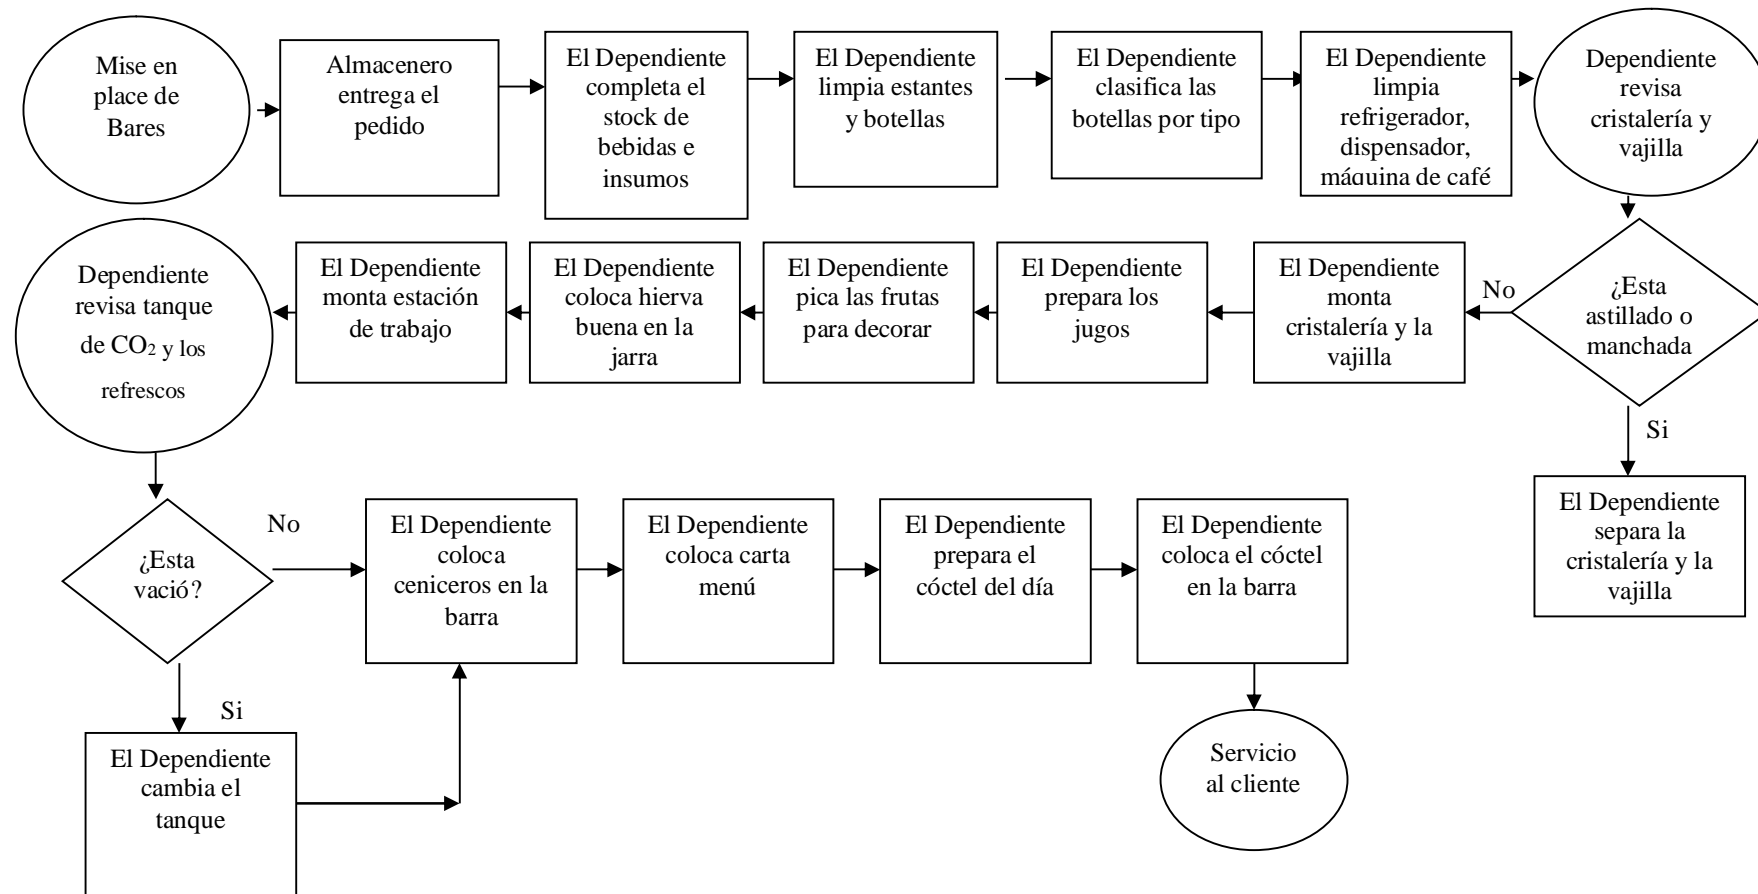 Mise en
place de
Bares
Almacenero
entrega el
pedido
El Dependiente
completa el
stock de
bebidas e
insumos
El Dependiente
limpia estantes
y botellas
El Dependiente
clasifica las
botellas por tipo
El Dependiente
limpia
refrigerador,
dispensador,
máquina de café
Dependiente
revisa
cristalería y
vajilla
¿Esta
astillado o
manchada
No
Si
El Dependiente
separa la
cristalería y la
vajilla
El Dependiente
monta
cristalería y la
vajilla
El Dependiente
prepara los
jugos
El Dependiente
pica las frutas
para decorar
El Dependiente
coloca hierva
buena en la
jarra
El Dependiente
monta estación
de trabajo
Dependiente
revisa tanque
de CO₂ y los
refrescos
¿Esta
vació?
No
Si
El Dependiente
cambia el
tanque
El Dependiente
coloca
ceniceros en la
barra
El Dependiente
coloca carta
menú
El Dependiente
prepara el
cóctel del día
El Dependiente
coloca el cóctel
en la barra
Servicio
al cliente